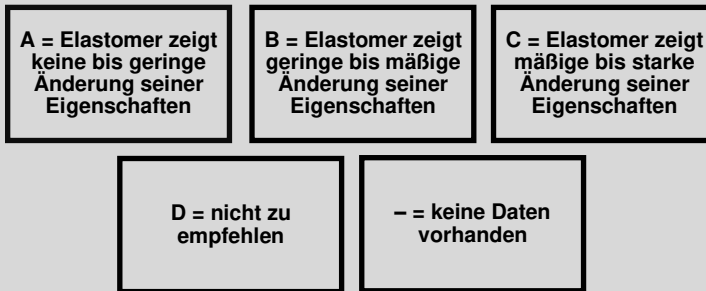 A = Elastomer zeigt
keine bis geringe
Änderung seiner
Eigenschaften
B = Elastomer zeigt
geringe bis mäßige
Änderung seiner
Eigenschaften
C = Elastomer zeigt
mäßige bis starke
Änderung seiner
Eigenschaften
D = nicht zu
empfehlen
– = keine Daten
vorhanden